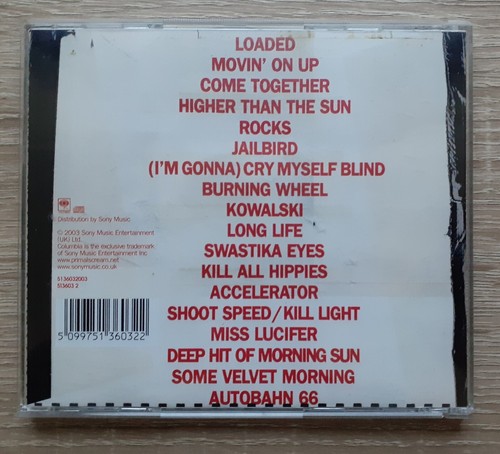 LOADED
MOVIN' ON UP
COME TOGETHER
HIGHER THAN THE SUN
ROCKS
JAILBIRD
(I'M GONNA) CRY MYSELF BLIND
BURNING WHEEL
KOWALSKI
LONG LIFE
SWASTIKA EYES
KILL ALL HIPPIES
ACCELERATOR
SHOOT SPEED/KILL LIGHT
MISS LUCIFER
DEEP HIT OF MORNING SUN
SOME VELVET MORNING
AUTOBAHN 66
Distribution by Sony Music
© 2003 Sony Music Entertainment
(UK) Ltd.
Columbia is the exclusive trademark
of Sony Music Entertainment Inc
www.primalscream.net
www.sonymusic.co.uk
5136032003
513603 2
5 099751 360322